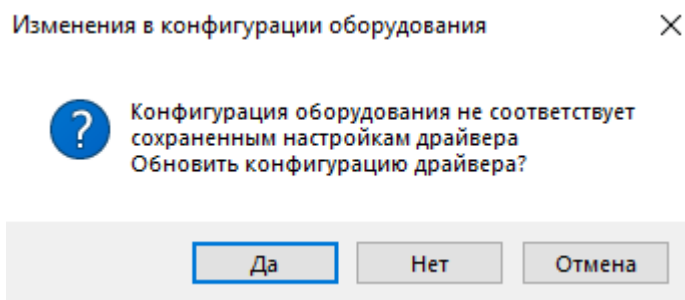 Изменения в конфигурации оборудования
Конфигурация оборудования не соответствует
сохраненным настройкам драйвера
Обновить конфигурацию драйвера?
Да
Нет
Отмена